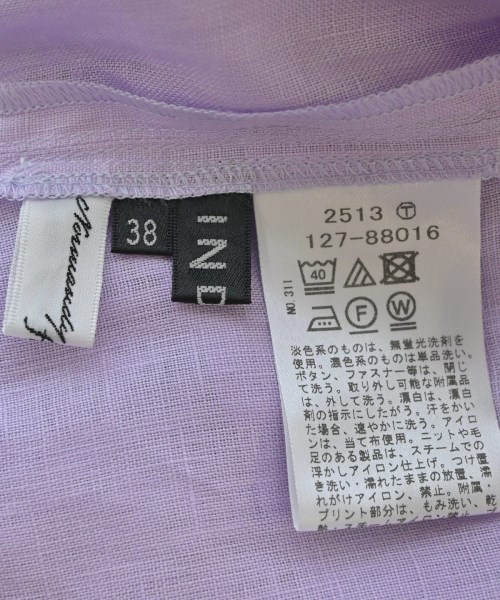 Normandy
38
IND
2513 Ⓣ
127-88016
40
F
W
NO.311
淡色系のものは、無蛍光洗剤を
使用。濃色系のものは単品洗い。
ボタン、ファスナー等は、閉じ
て洗う。取り外し可能な附属品
は、外して洗う。漂白は、漂白
剤の指示にしたがう。汗をかい
た場合、速やかに洗う。アイロ
ンは、当て布使用。ニットや毛
足のある製品は、スチームでの
浮かしアイロン仕上げ。つけ置
き洗い・濡れたままの放置、濡
れがけアイロン、禁止。附属・
プリント部分は、もみ洗い、乾